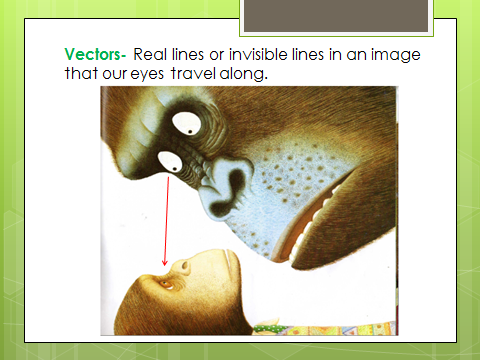 Vectors- Real lines or invisible lines in an image
that our eyes travel along.